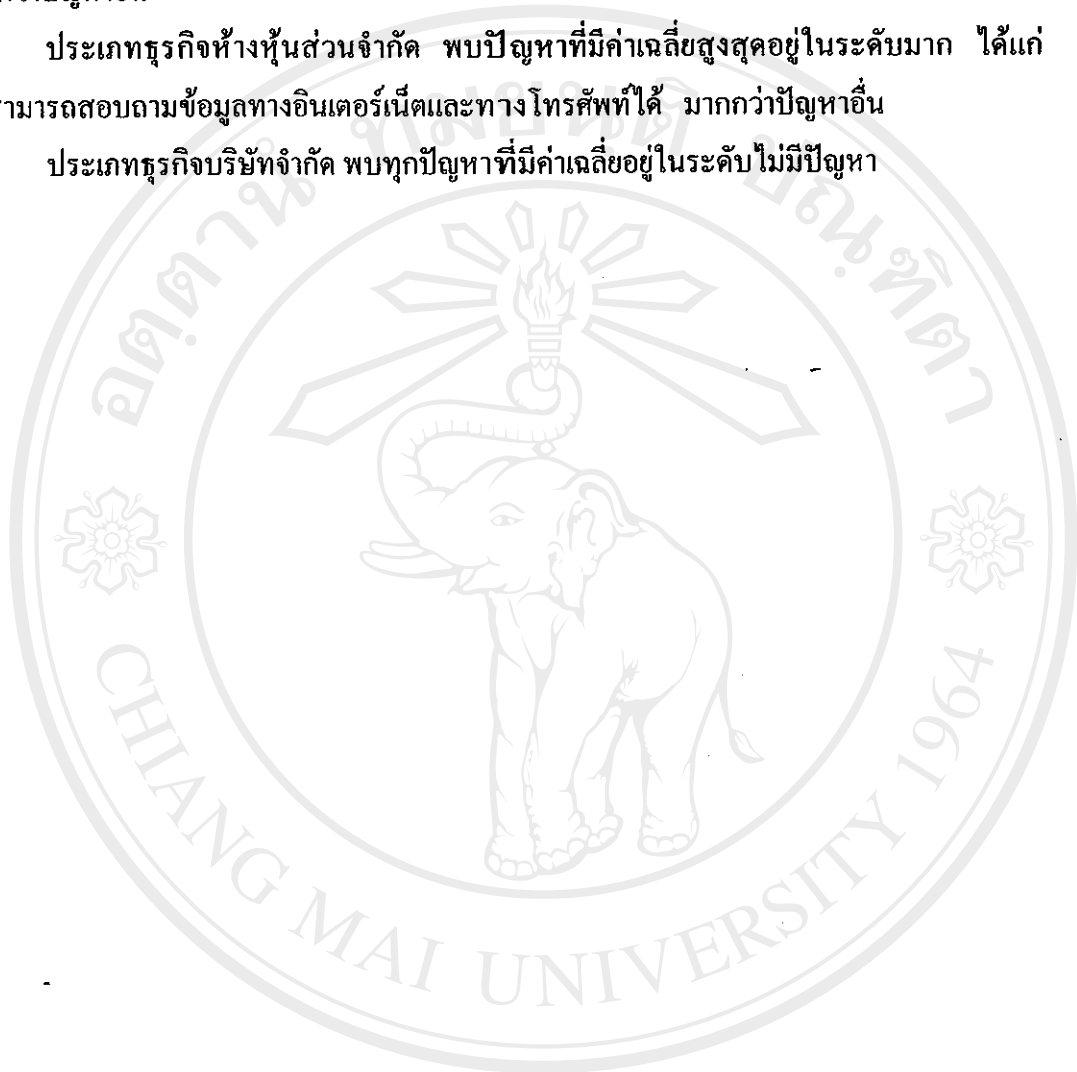 ประเภทธุรกิจห้างหุ้นส่วนจำกัด พบปัญหาที่มีค่าเฉลี่ยสูงสุดอยู่ในระดับมาก ได้แก่
สามารถสอบถามข้อมูลทางอินเตอร์เน็ตและทางโทรศัพท์ได้ มากกว่าปัญหาอื่น
ประเภทธุรกิจบริษัทจำกัด พบทุกปัญหาที่มีค่าเฉลี่ยอยู่ในระดับไม่มีปัญหา
CHIANG MAI UNIVERSITY 1964